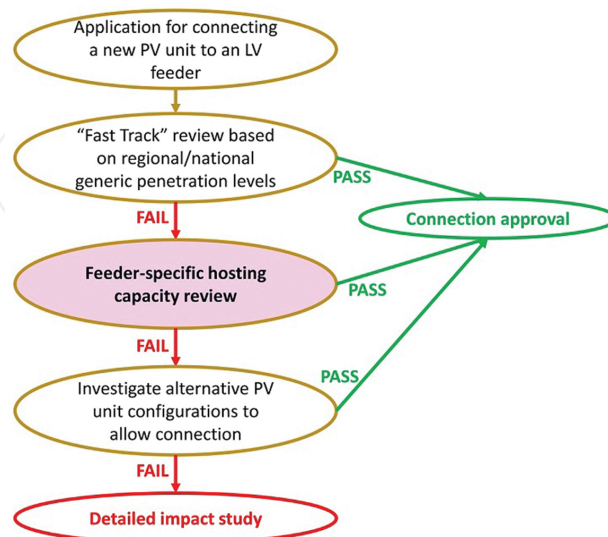 Application for connecting
a new PV unit to an LV
feeder
“Fast Track” review based
on regional/national
generic penetration levels
PASS
FAIL
Connection approval
Feeder-specific hosting
capacity review
PASS
FAIL
Investigate alternative PV
unit configurations to
allow connection
PASS
FAIL
Detailed impact study